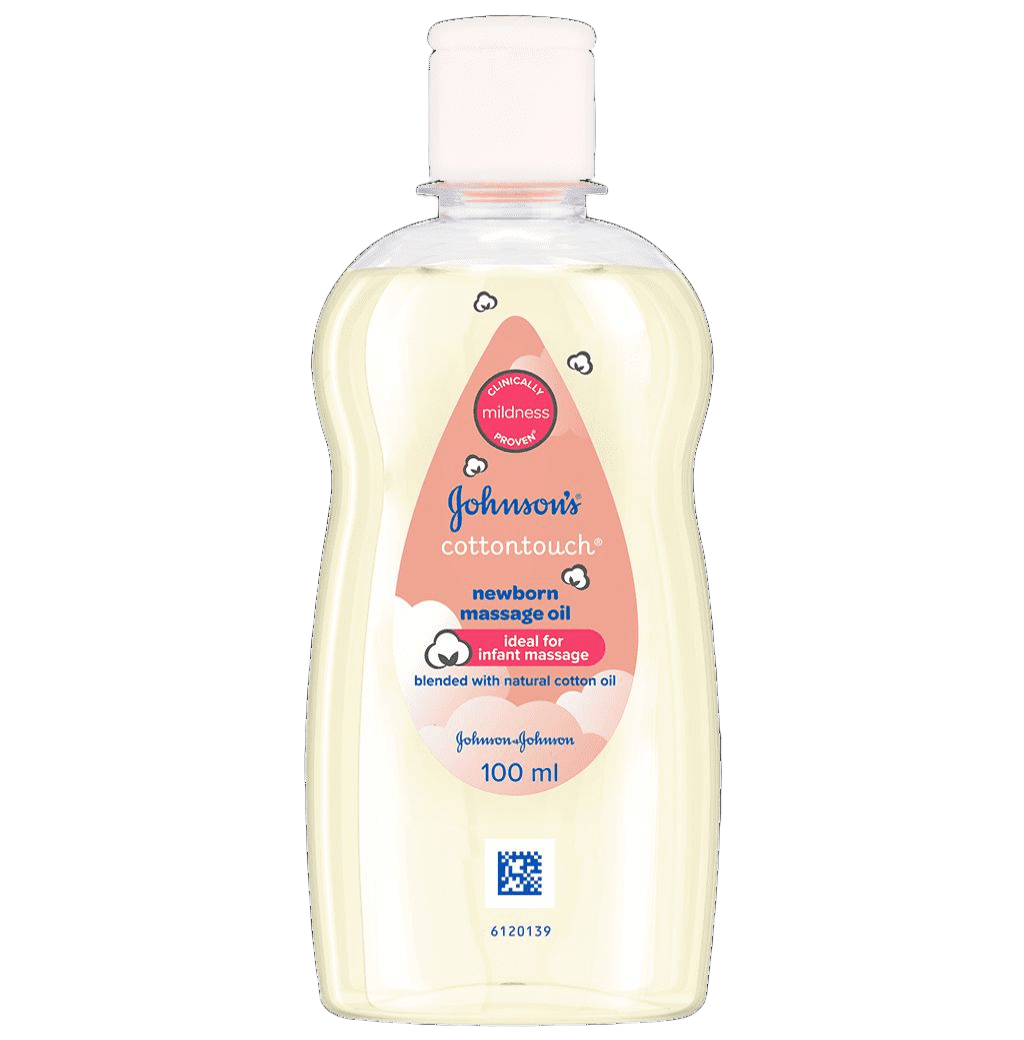 CLINICALLY
mildness
PROVEN®
Johnson's®
cottontouch®
newborn
massage oil
ideal for
infant massage
blended with natural cotton oil
Johnson & Johnson
100 ml
6120139